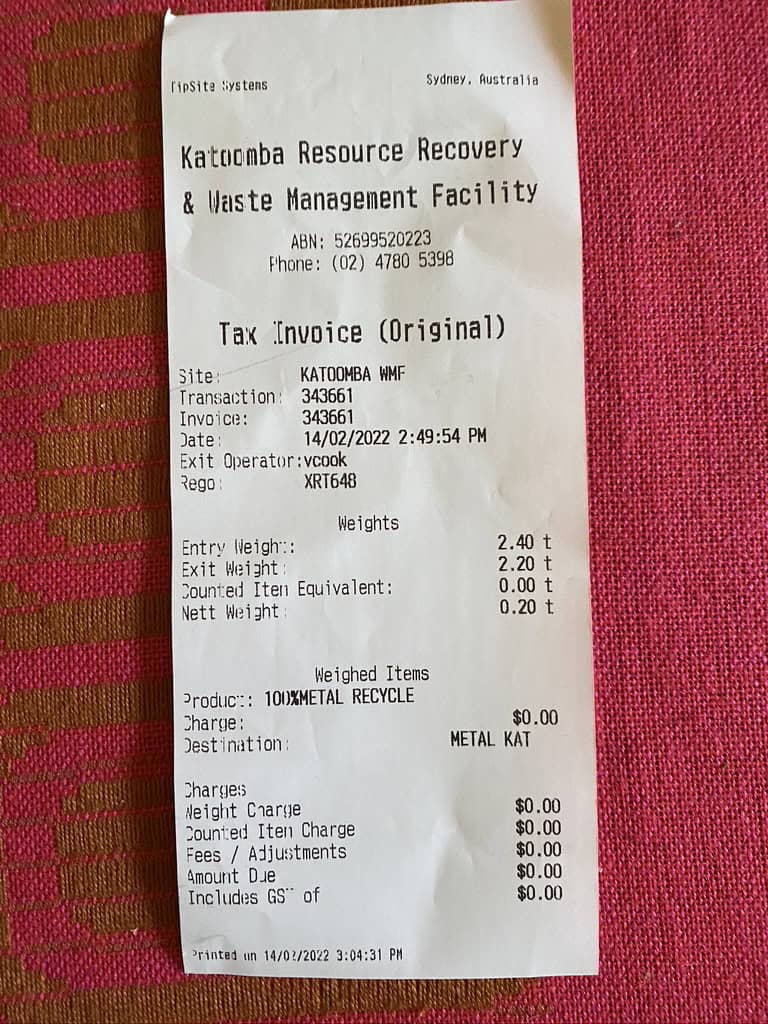 TipSite Systems Sydney, Australia
Katoomba Resource Recovery
& Waste Management Facility
ABN: 52699520223
Phone: (02) 4780 5398
Tax Invoice (Original)
Site: KATOOMBA WMF
Transaction: 343661
Invoice: 343661
Date: 14/02/2022 2:49:54 PM
Exit Operator:vcook
Rego: XRT648
Weights
Entry Weight: 2.40 t
Exit Weight: 2.20 t
Counted Item Equivalent: 0.00 t
Nett Weight: 0.20 t
Weighed Items
Product: 100%METAL RECYCLE
Charge: $0.00
Destination: METAL KAT
Charges
Weight Charge $0.00
Counted Item Charge $0.00
Fees / Adjustments $0.00
Amount Due $0.00
Includes GST of $0.00
Printed on 14/02/2022 3:04:31 PM